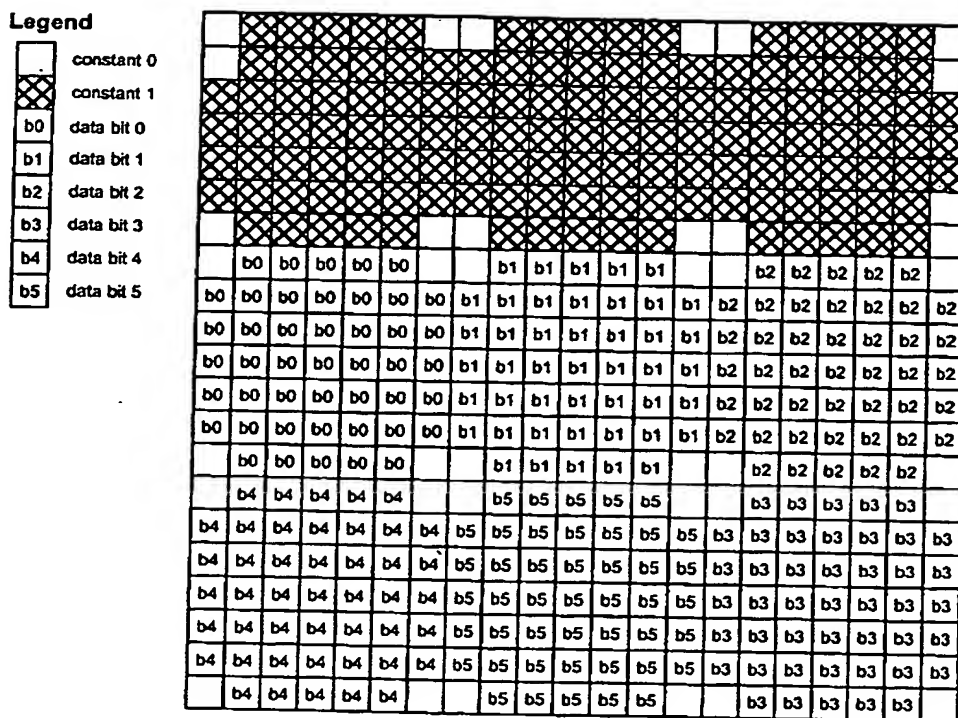 Legend
constant 0
constant 1
b0 data bit 0
b1 data bit 1
b2 data bit 2
b3 data bit 3
b4 data bit 4
b5 data bit 5
b0 b0 b0 b0 b0 b1 b1 b1 b1 b1 b2 b2 b2 b2 b2
b0 b0 b0 b0 b0 b0 b0 b1 b1 b1 b1 b1 b1 b1 b2 b2 b2 b2 b2 b2 b2
b0 b0 b0 b0 b0 b0 b0 b1 b1 b1 b1 b1 b1 b1 b2 b2 b2 b2 b2 b2 b2
b0 b0 b0 b0 b0 b0 b0 b1 b1 b1 b1 b1 b1 b1 b2 b2 b2 b2 b2 b2 b2
b0 b0 b0 b0 b0 b0 b0 b1 b1 b1 b1 b1 b1 b1 b2 b2 b2 b2 b2 b2 b2
b0 b0 b0 b0 b0 b0 b0 b1 b1 b1 b1 b1 b1 b1 b2 b2 b2 b2 b2 b2 b2
b0 b0 b0 b0 b0 b1 b1 b1 b1 b1 b2 b2 b2 b2 b2
b4 b4 b4 b4 b4 b5 b5 b5 b5 b5 b3 b3 b3 b3 b3
b4 b4 b4 b4 b4 b4 b4 b5 b5 b5 b5 b5 b5 b5 b3 b3 b3 b3 b3 b3 b3
b4 b4 b4 b4 b4 b4 b4 b5 b5 b5 b5 b5 b5 b5 b3 b3 b3 b3 b3 b3 b3
b4 b4 b4 b4 b4 b4 b4 b5 b5 b5 b5 b5 b5 b5 b3 b3 b3 b3 b3 b3 b3
b4 b4 b4 b4 b4 b4 b4 b5 b5 b5 b5 b5 b5 b5 b3 b3 b3 b3 b3 b3 b3
b4 b4 b4 b4 b4 b4 b4 b5 b5 b5 b5 b5 b5 b5 b3 b3 b3 b3 b3 b3 b3
b4 b4 b4 b4 b4 b5 b5 b5 b5 b5 b3 b3 b3 b3 b3